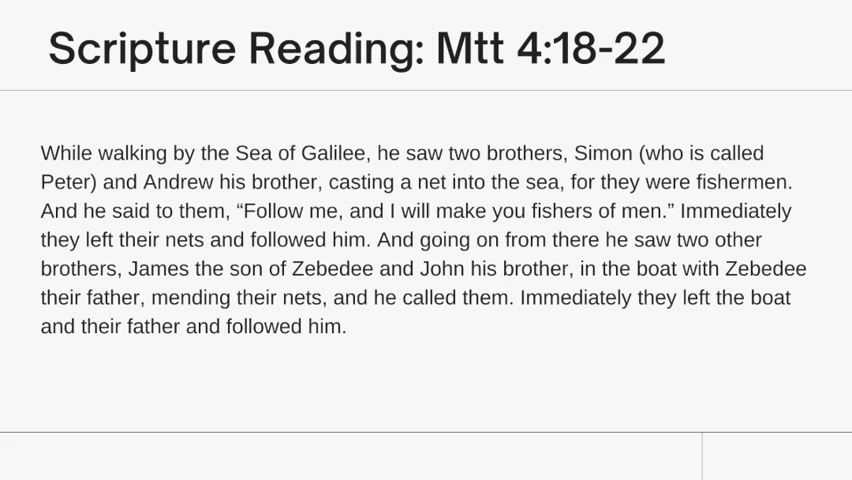 Scripture Reading: Mtt 4:18-22
While walking by the Sea of Galilee, he saw two brothers, Simon (who is called
Peter) and Andrew his brother, casting a net into the sea, for they were fishermen.
And he said to them, “Follow me, and I will make you fishers of men.” Immediately
they left their nets and followed him. And going on from there he saw two other
brothers, James the son of Zebedee and John his brother, in the boat with Zebedee
their father, mending their nets, and he called them. Immediately they left the boat
and their father and followed him.